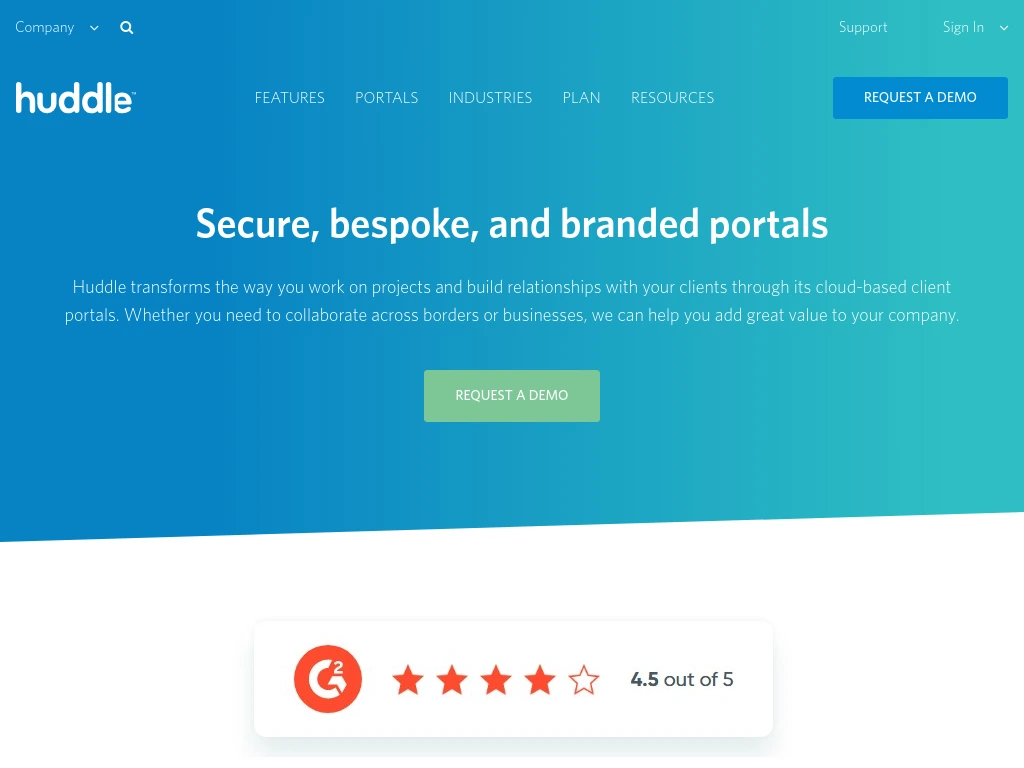 Company
Support
Sign In
huddle™
FEATURES
PORTALS
INDUSTRIES
PLAN
RESOURCES
REQUEST A DEMO
Secure, bespoke, and branded portals
Huddle transforms the way you work on projects and build relationships with your clients through its cloud-based client
portals. Whether you need to collaborate across borders or businesses, we can help you add great value to your company.
REQUEST A DEMO
G2
4.5 out of 5